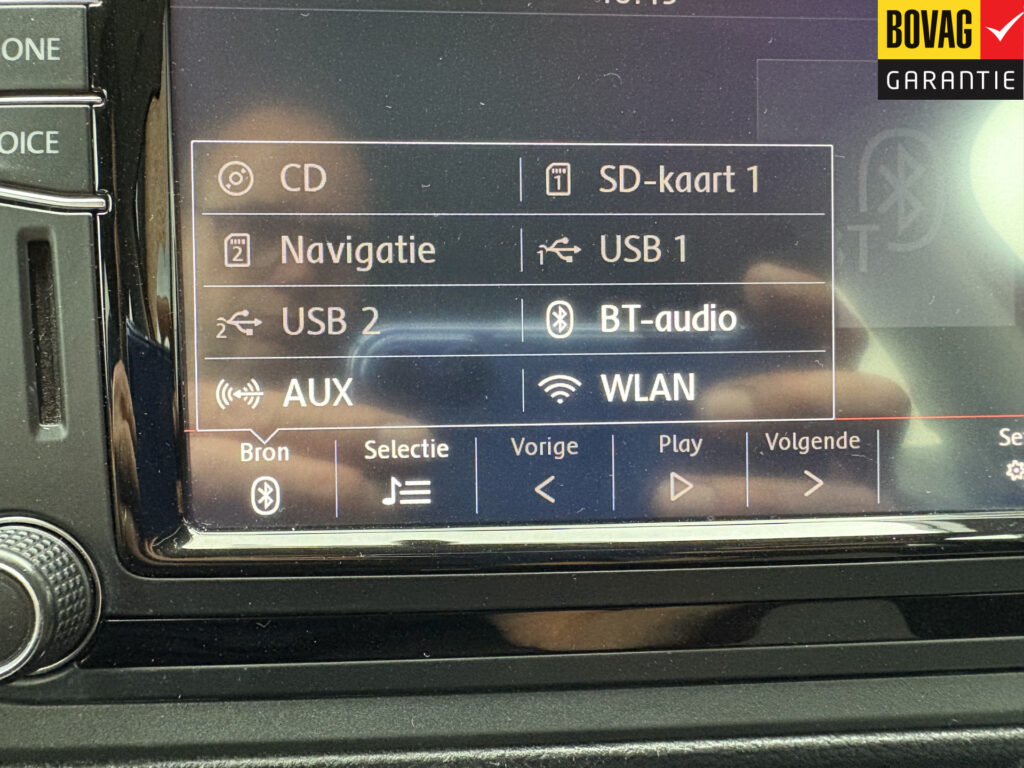 BOVAG
GARANTIE
ONE
OICE
CD
SD-kaart 1
Navigatie
USB 1
USB 2
BT-audio
AUX
WLAN
Bron
Selectie
Vorige
Play
Volgende
Se